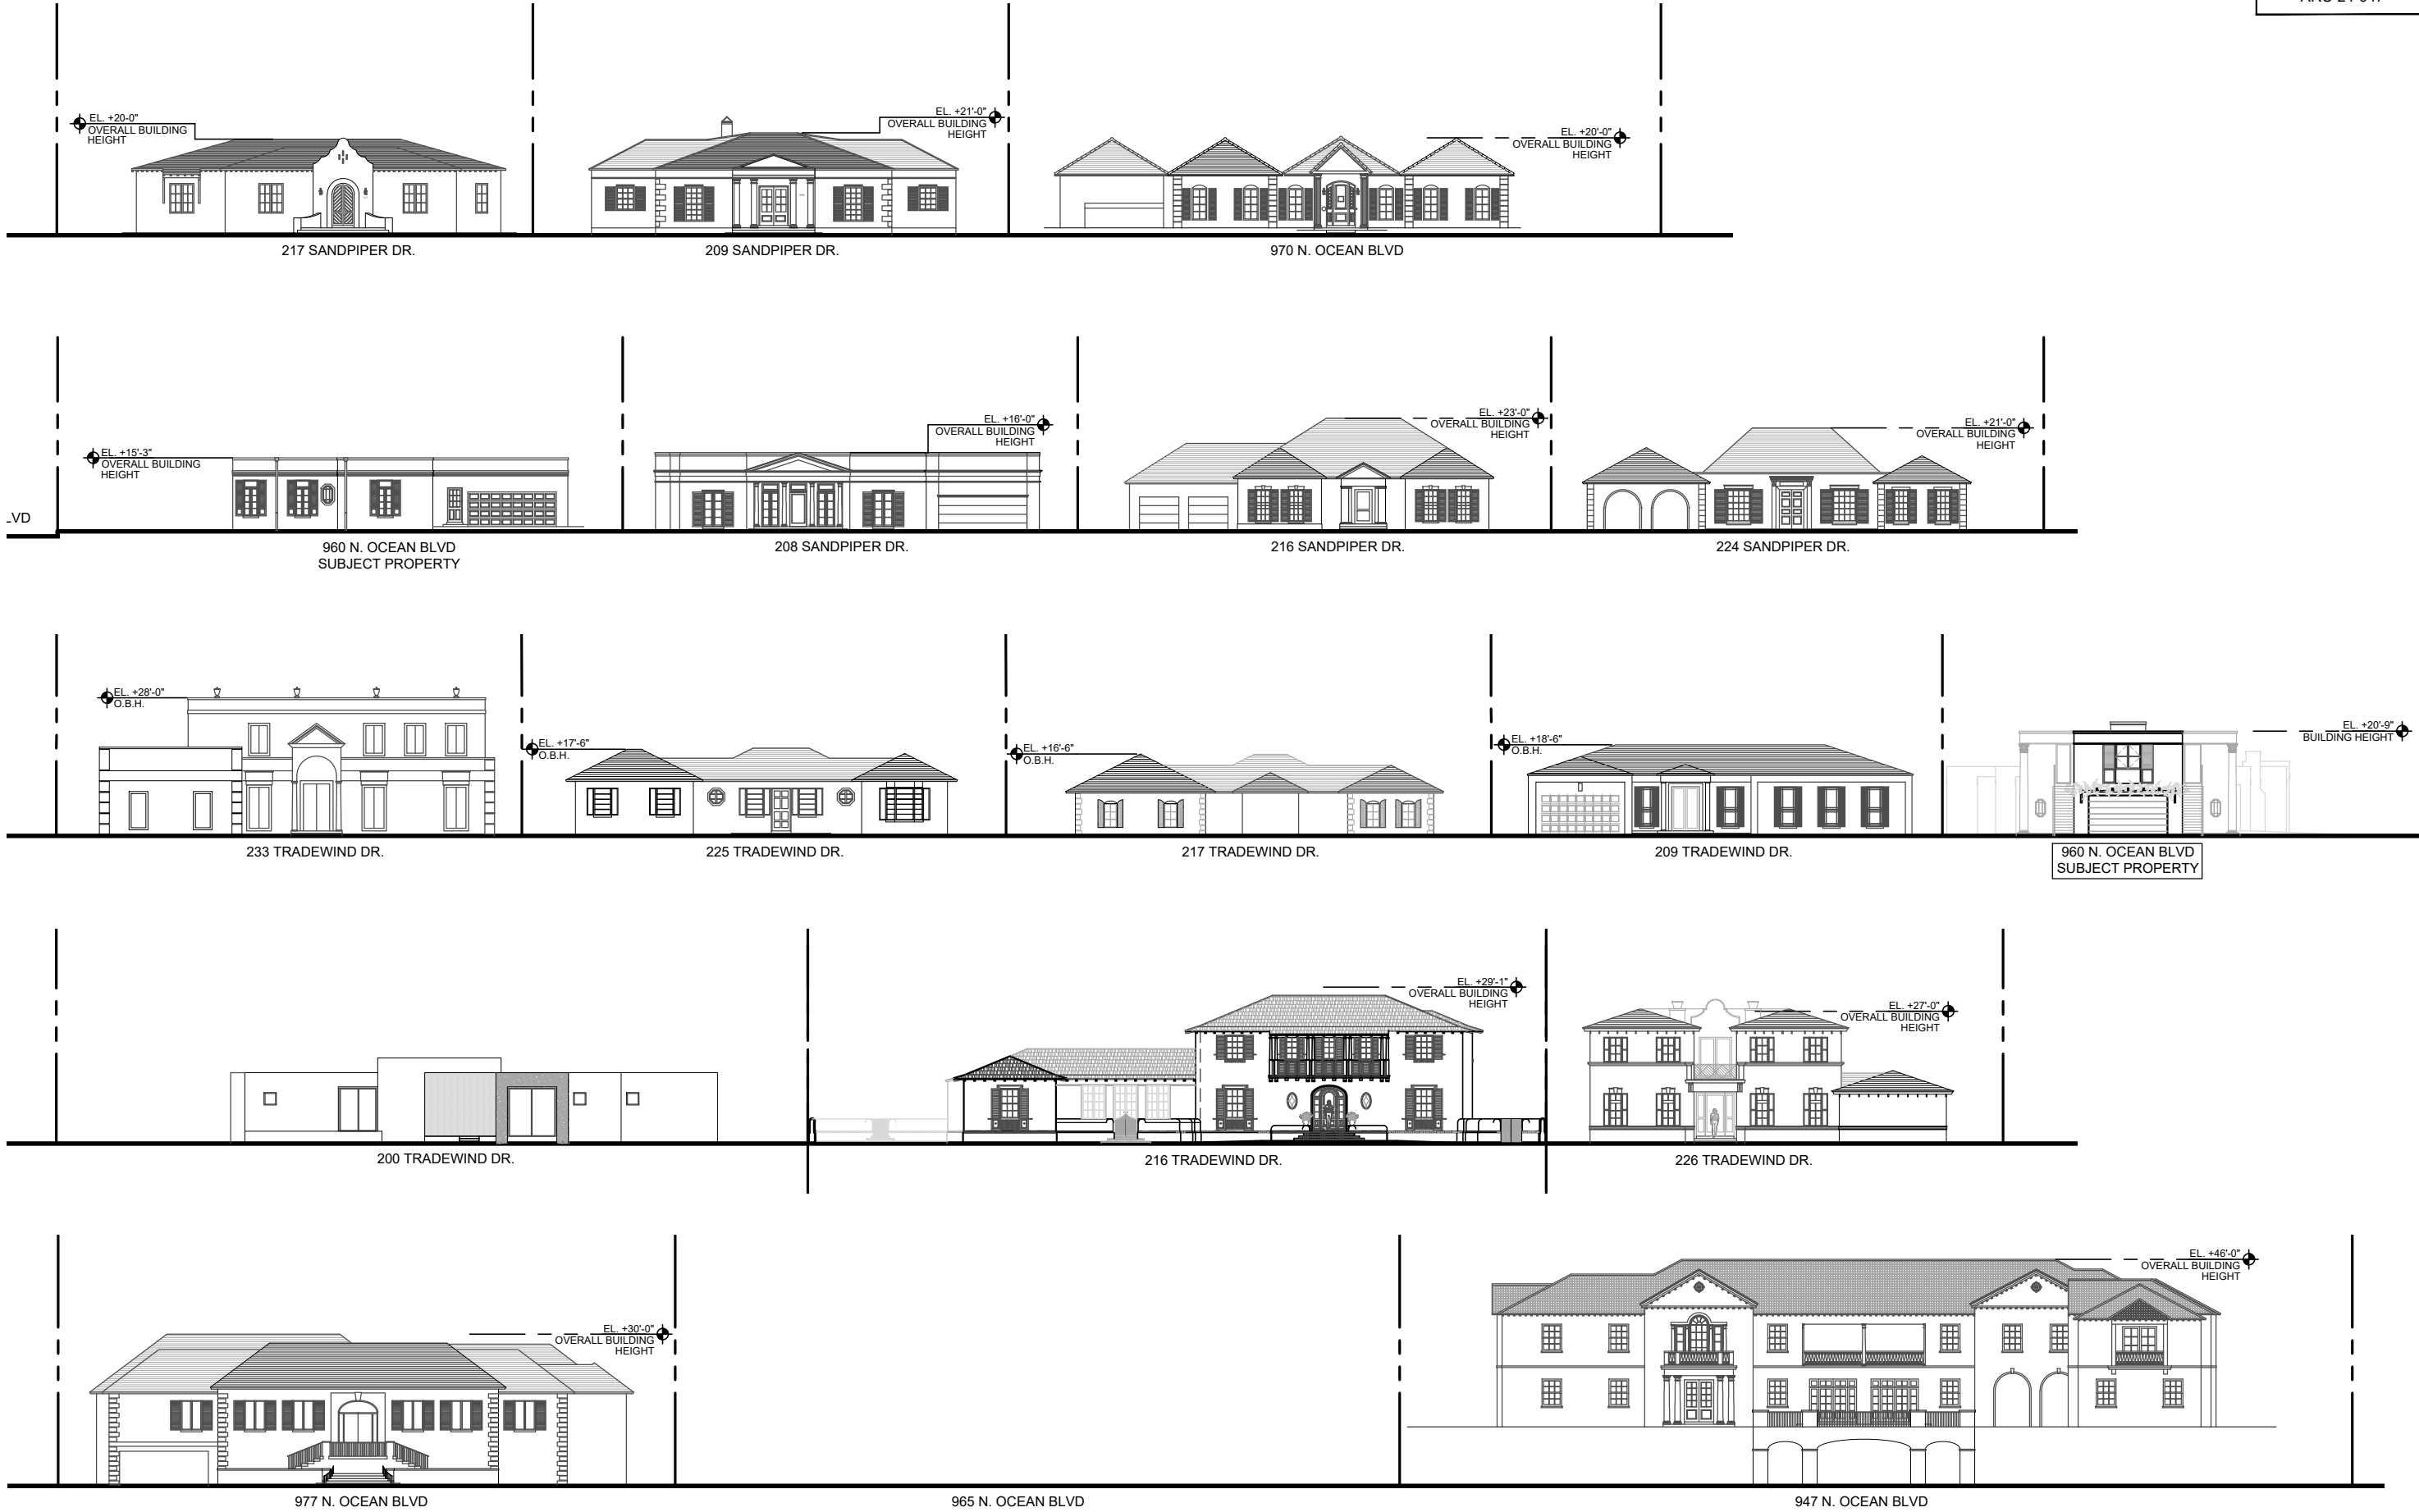 EL. +20-0"
OVERALL BUILDING
HEIGHT
EL. +21'-0"
OVERALL BUILDING
HEIGHT
EL. +20'-0"
OVERALL BUILDING
HEIGHT
217 SANDPIPER DR.
209 SANDPIPER DR.
970 N. OCEAN BLVD
EL. +15'-3"
OVERALL BUILDING
HEIGHT
EL. +16'-0"
OVERALL BUILDING
HEIGHT
EL. +23'-0"
OVERALL BUILDING
HEIGHT
EL. +21'-0"
OVERALL BUILDING
HEIGHT
LVD
960 N. OCEAN BLVD
SUBJECT PROPERTY
208 SANDPIPER DR.
216 SANDPIPER DR.
224 SANDPIPER DR.
EL. +28'-0"
O.B.H.
EL. +17'-6"
O.B.H.
EL. +16'-6"
O.B.H.
EL. +18'-6"
O.B.H.
EL. +20'-9"
BUILDING HEIGHT
233 TRADEWIND DR.
225 TRADEWIND DR.
217 TRADEWIND DR.
209 TRADEWIND DR.
960 N. OCEAN BLVD
SUBJECT PROPERTY
EL. +29'-1"
OVERALL BUILDING
HEIGHT
EL. +27'-0"
OVERALL BUILDING
HEIGHT
200 TRADEWIND DR.
216 TRADEWIND DR.
226 TRADEWIND DR.
EL. +30'-0"
OVERALL BUILDING
HEIGHT
EL. +46'-0"
OVERALL BUILDING
HEIGHT
977 N. OCEAN BLVD
965 N. OCEAN BLVD
947 N. OCEAN BLVD